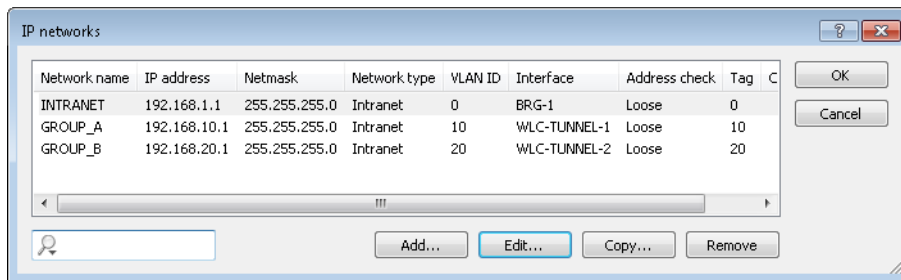 IP networks
Network name IP address Netmask Network type VLAN ID Interface Address check Tag C
INTRANET 192.168.1.1 255.255.255.0 Intranet 0 BRG-1 Loose 0
GROUP_A 192.168.10.1 255.255.255.0 Intranet 10 WLC-TUNNEL-1 Loose 10
GROUP_B 192.168.20.1 255.255.255.0 Intranet 20 WLC-TUNNEL-2 Loose 20
OK
Cancel
Add... Edit... Copy... Remove